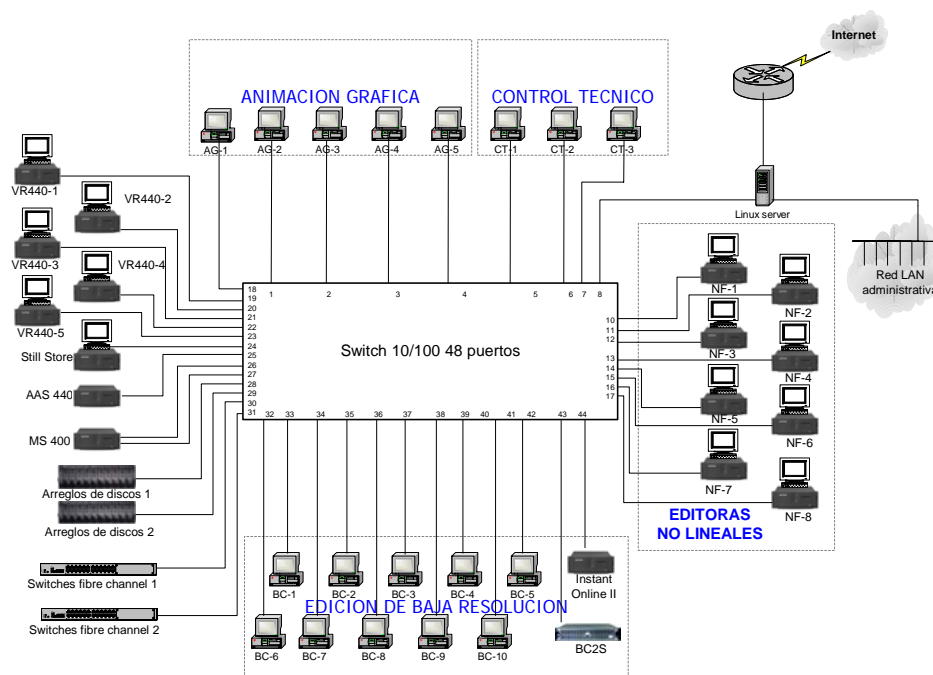 Internet
ANIMACION GRAFICA
CONTROL TECNICO
AG-1
AG-2
AG-3
AG-4
AG-5
CT-1
CT-2
CT-3
VR440-1
VR440-2
VR440-3
VR440-4
VR440-5
Still Store
AAS 440
MS 400
Arreglos de discos 1
Arreglos de discos 2
Switches fibre channel 1
Switches fibre channel 2
Linux server
Red LAN
administrativa
1 2 3 4 5 6 7 8
18
19
20
21
22
23
24
25
26
27
28
29
30
31
Switch 10/100 48 puertos
10
11
12
13
14
15
16
17
32 33 34 35 36 37 38 39 40 41 42 43 44
NF-1
NF-2
NF-3
NF-4
NF-5
NF-6
NF-7
NF-8
EDITORAS
NO LINEALES
BC-1
BC-2
BC-3
BC-4
BC-5
Instant
Online II
EDICION DE BAJA RESOLUCION
BC-6
BC-7
BC-8
BC-9
BC-10
BC2S